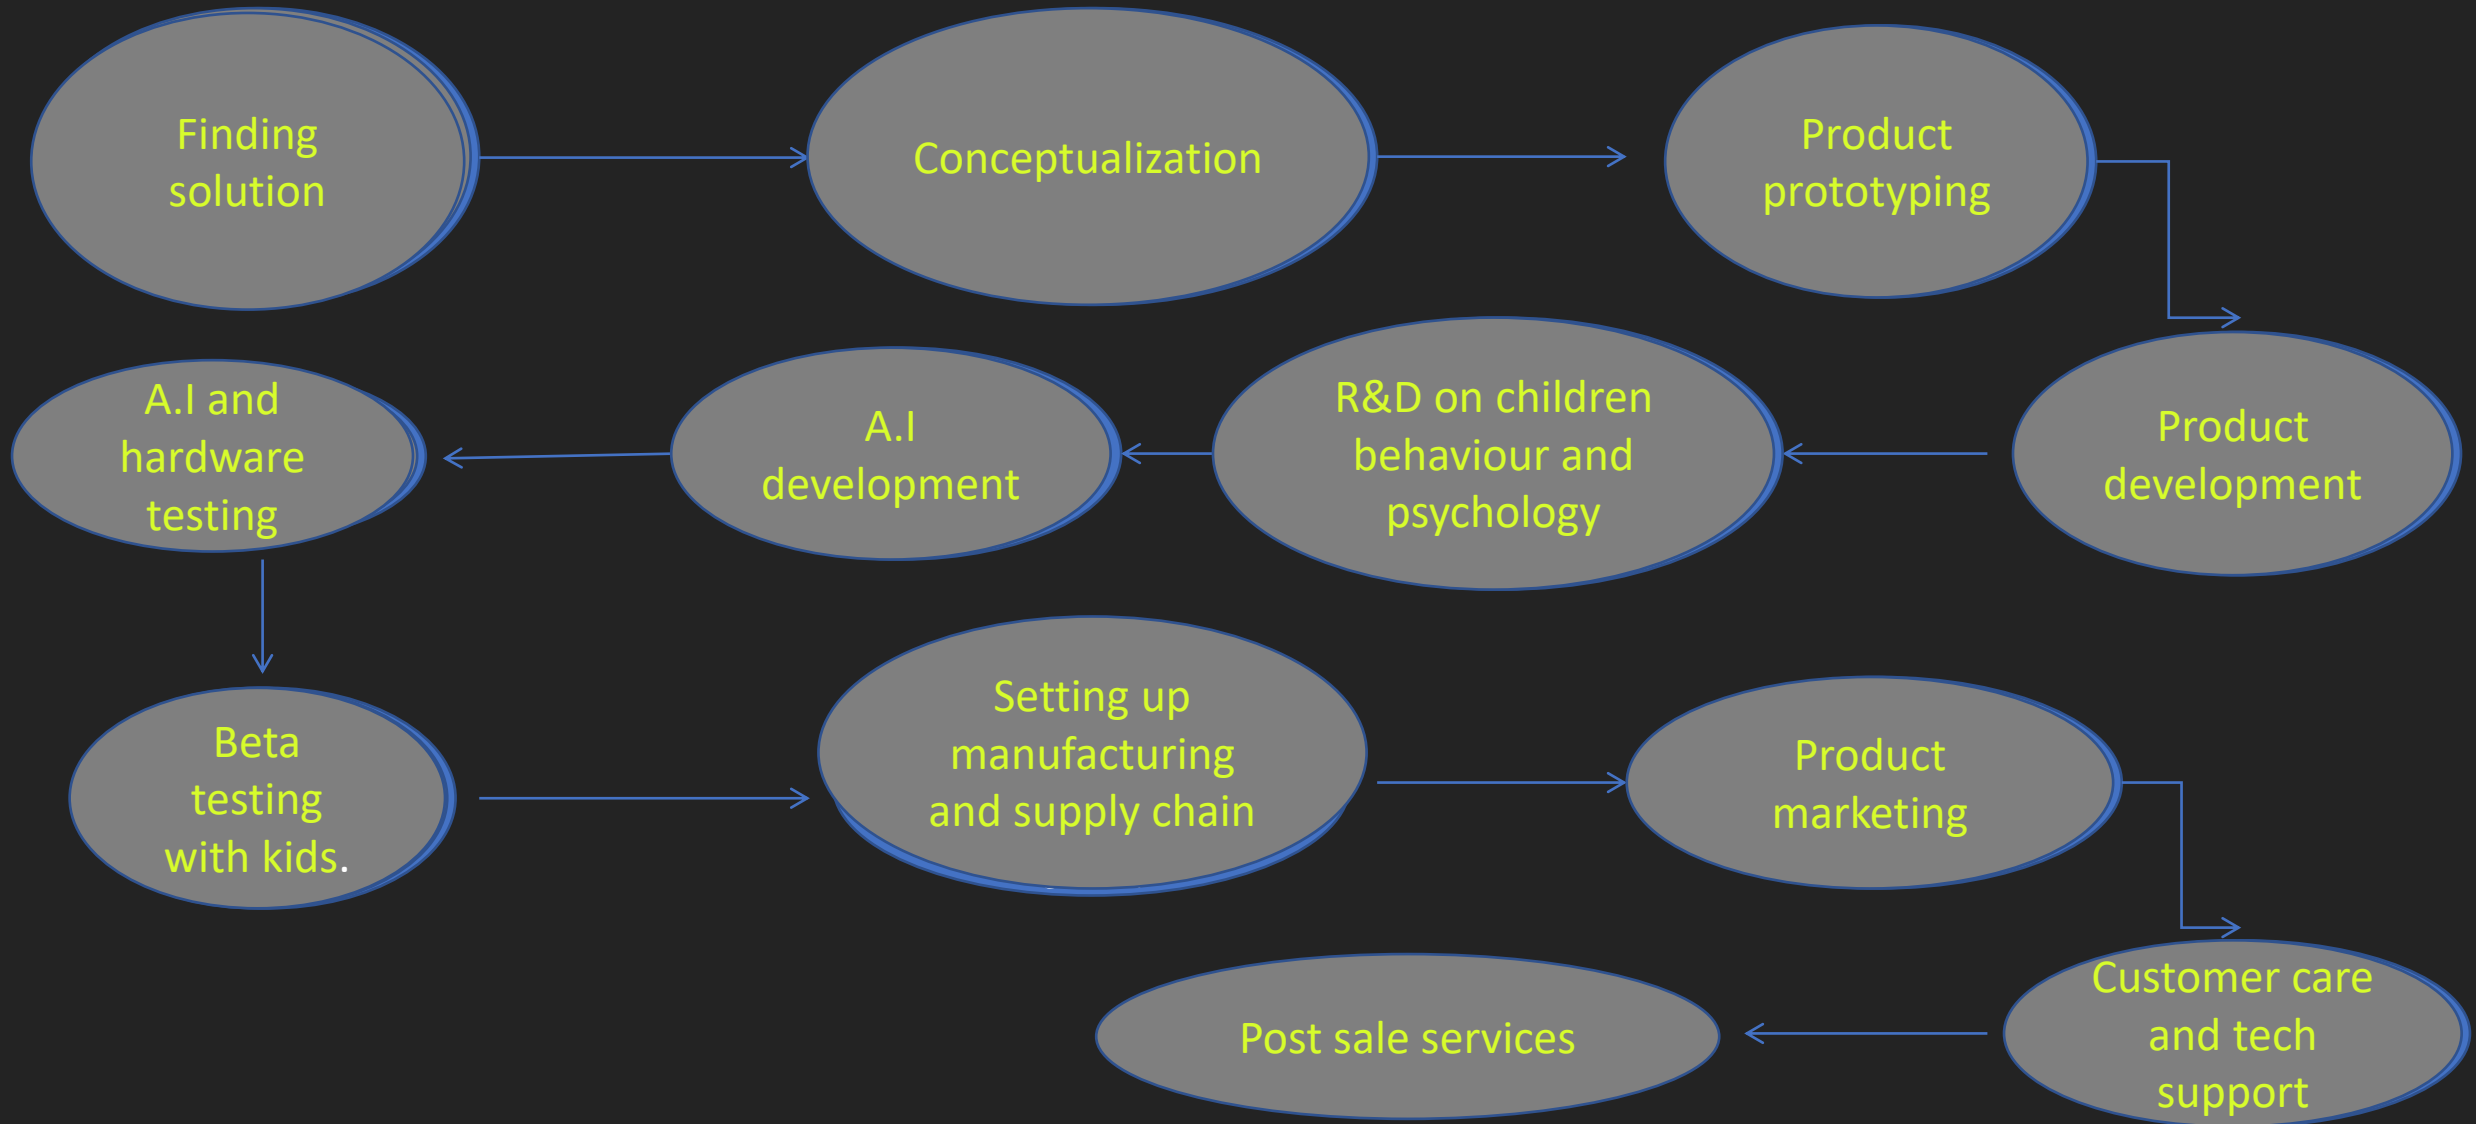 Finding
solution
Conceptualization
Product
prototyping
Product
development
R&D on children
behaviour and
psychology
A.I
development
A.I and
hardware
testing
Beta
testing
with kids.
Setting up
manufacturing
and supply chain
Product
marketing
Customer care
and tech
support
Post sale services